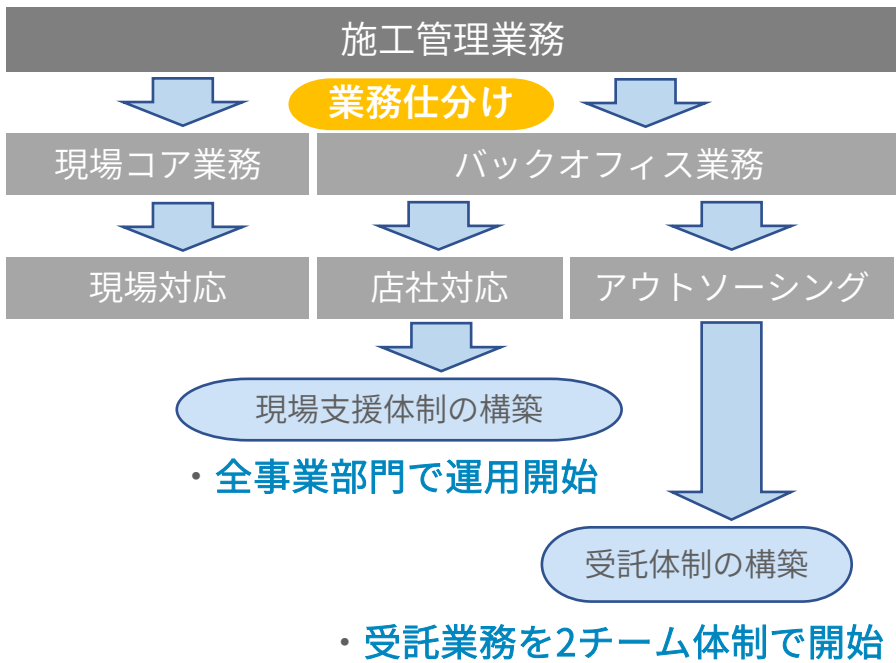 施工管理業務
業務仕分け
現場コア業務
バックオフィス業務
現場対応
店社対応
アウトソーシング
現場支援体制の構築
・全事業部門で運用開始
受託体制の構築
・受託業務を2チーム体制で開始